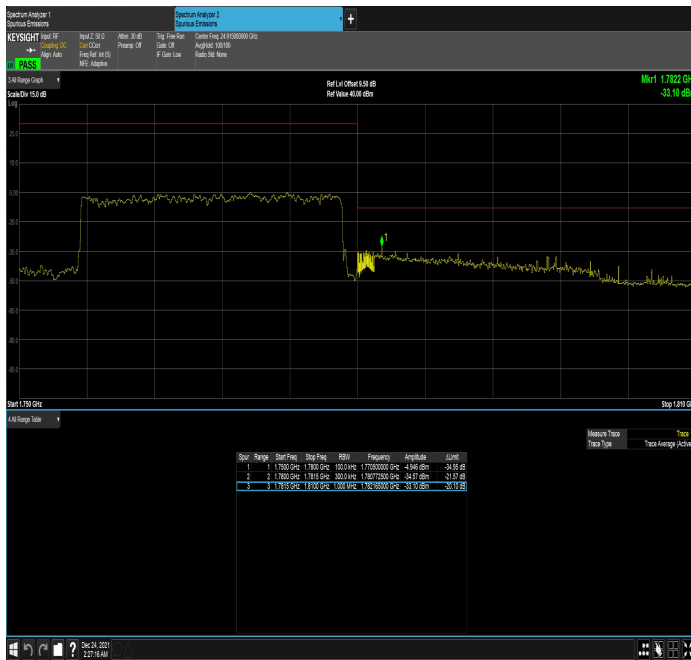 Spectrum Analyzer 1
Spurious Emissions
Spectrum Analyzer 2
Spurious Emissions
+
KEYSIGHT
Input: RF
Coupling: DC
Align: Auto
Input Z: 50 Ω
Corr CCorr
Freq Ref: Int (S)
NFE: Adaptive
Atten: 30 dB
Preamp: Off
Trig: Free Run
Gate: Off
IF Gain: Low
Center Freq: 24.915000000 GHz
Avg|Hold: 100/100
Radio Std: None
PASS
3 All Range Graph
Scale/Div 15.0 dB
Ref Lvl Offset 9.50 dB
Ref Value 40.00 dBm
Mkr1 1.7822 GH
-33.10 dB
Log
25.0
10.0
-5.00
-20.0
-35.0
-50.0
-65.0
-80.0
-95.0
1
Start 1.750 GHz
Stop 1.810 G
4 All Range Table
Measure Trace Trace
Trace Type Trace Average (Active
Spur Range Start Freq Stop Freq RBW Frequency Amplitude ΔLimit
1 1 1.7500 GHz 1.7800 GHz 100.0 kHz 1.770500000 GHz -4.946 dBm -34.95 dB
2 2 1.7800 GHz 1.7815 GHz 300.0 kHz 1.780772500 GHz -34.57 dBm -21.57 dB
3 3 1.7815 GHz 1.8100 GHz 1.000 MHz 1.782165000 GHz -33.10 dBm -20.10 dB
?
Dec 24, 2021
2:27:16 AM